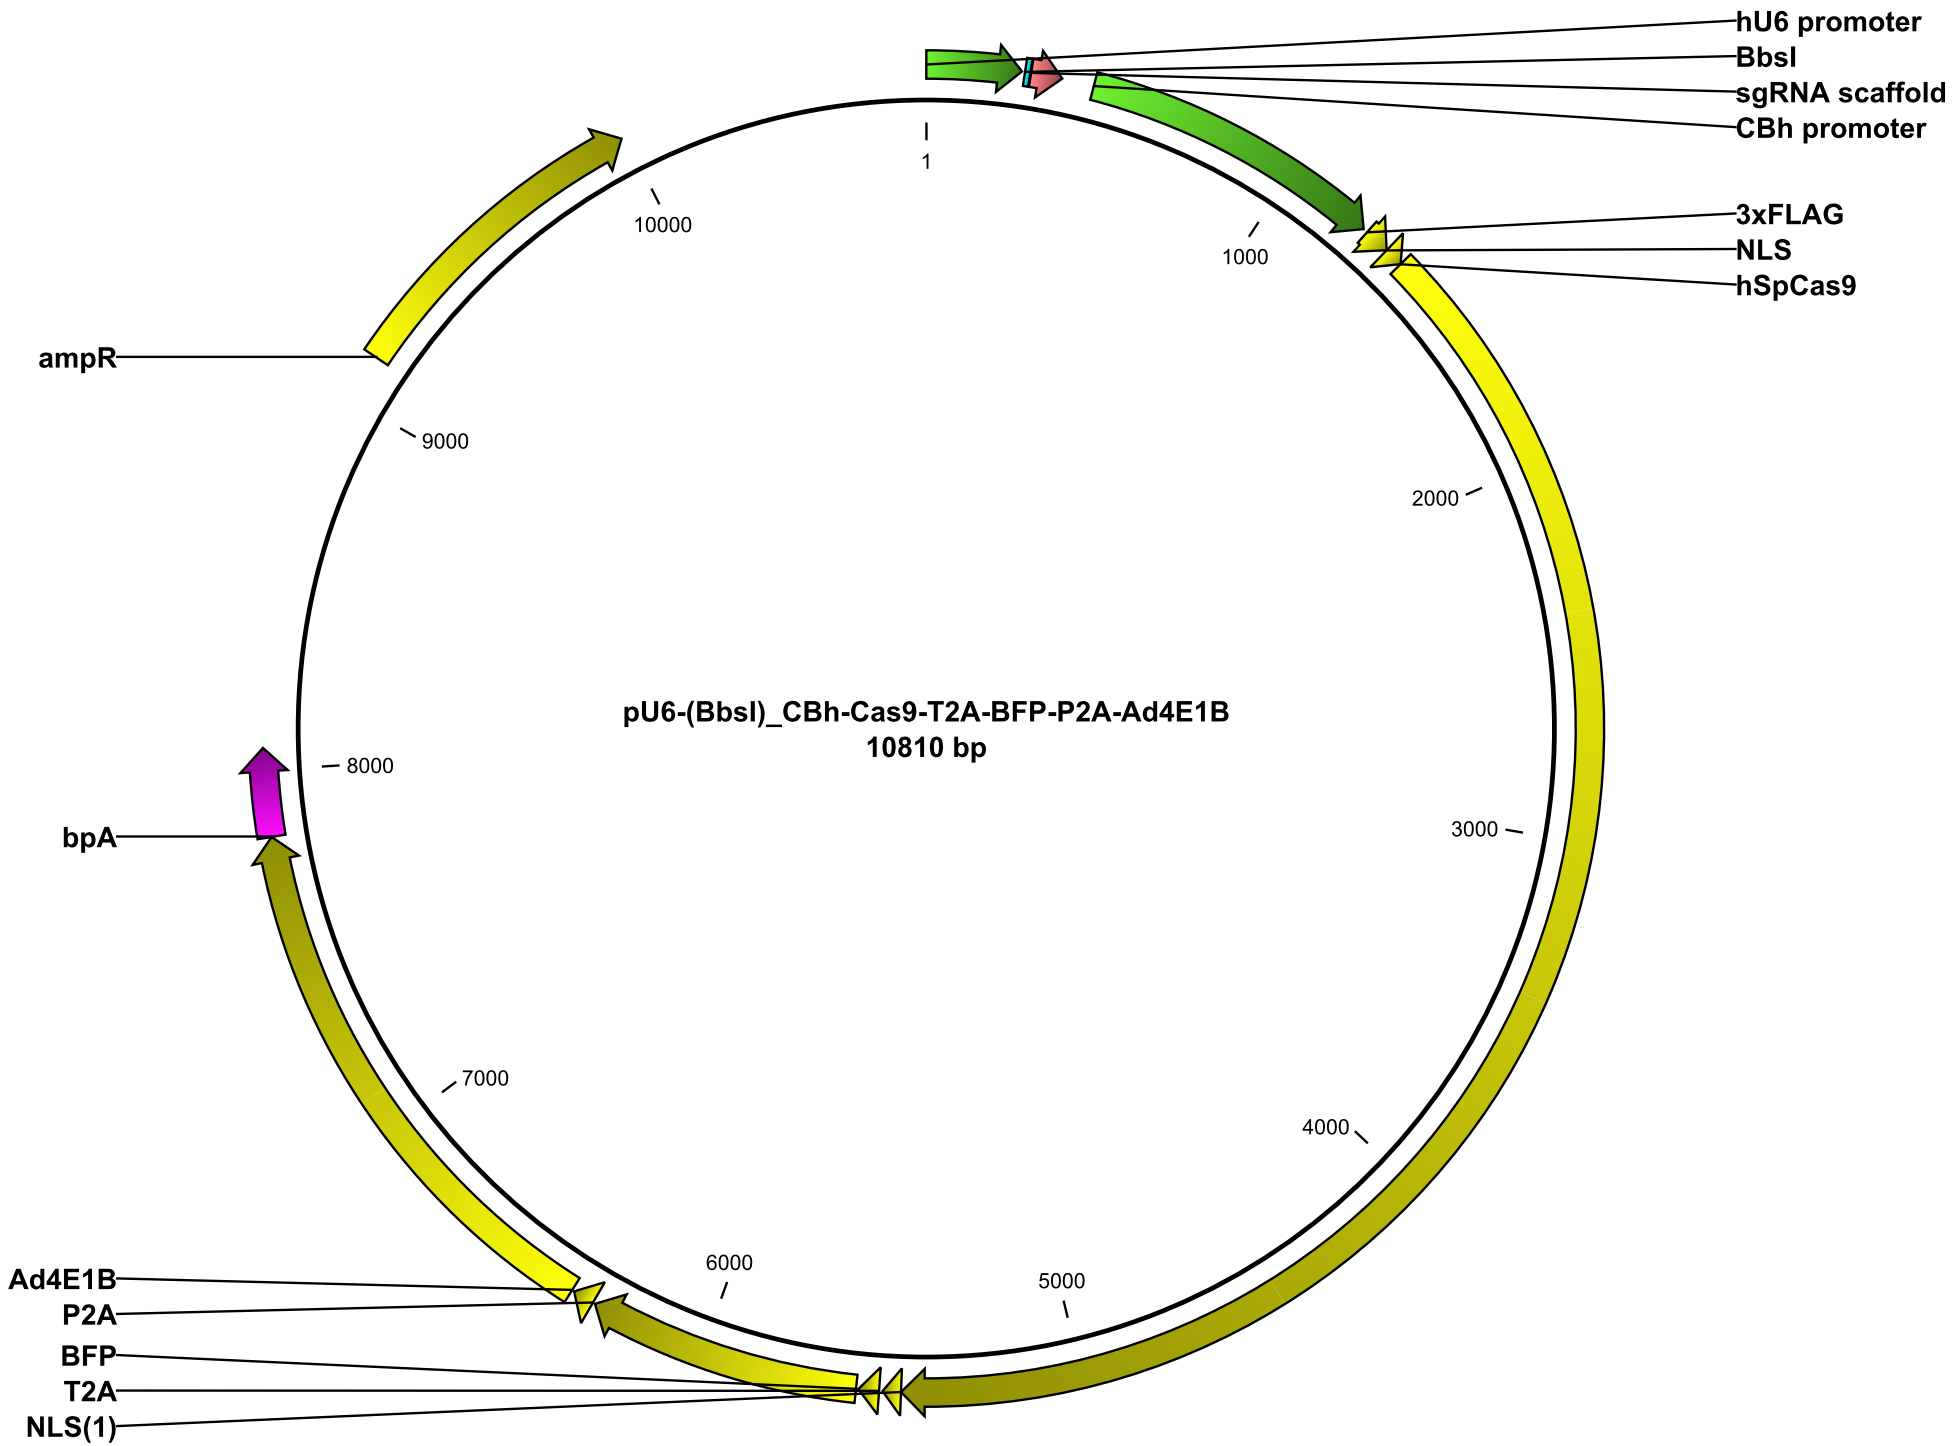 hU6 promoter
BbsI
sgRNA scaffold
CBh promoter
1
10000
1000
3xFLAG
NLS
hSpCas9
ampR
9000
2000
pU6-(BbsI)_CBh-Cas9-T2A-BFP-P2A-Ad4E1B
10810 bp
8000
3000
bpA
7000
4000
6000
5000
Ad4E1B
P2A
BFP
T2A
NLS(1)